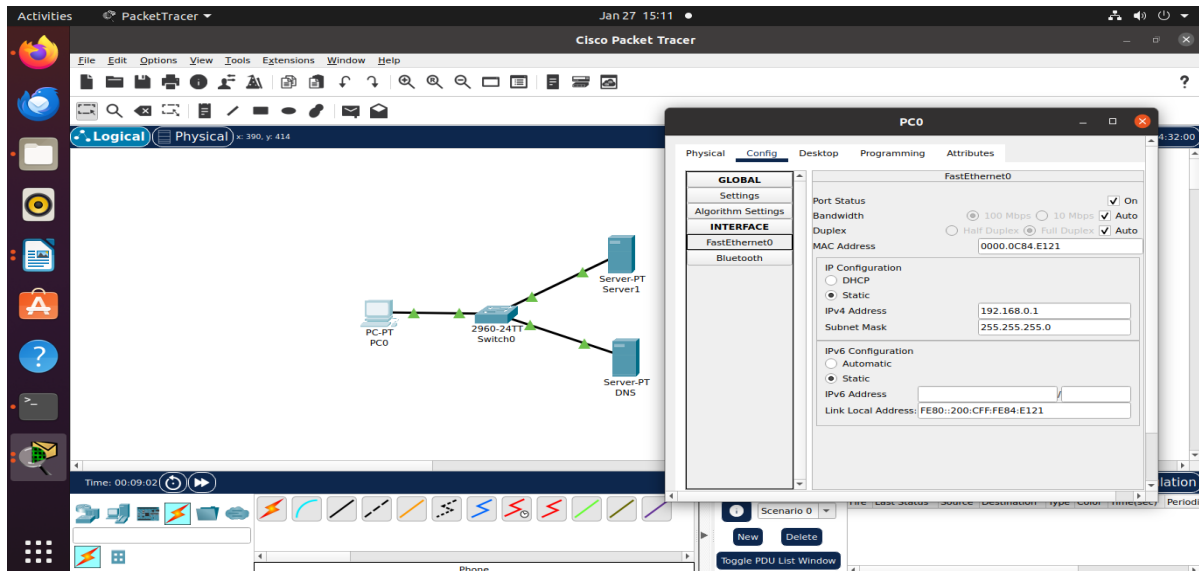 Activities
PacketTracer
Jan 27 15:11
Cisco Packet Tracer
File Edit Options View Tools Extensions Window Help
?
Logical
Physical
x: 390, y: 414
4:32:00
Server-PT
Server1
PC-PT
PC0
2960-24TT
Switch0
Server-PT
DNS
PC0
Physical Config Desktop Programming Attributes
GLOBAL
Settings
Algorithm Settings
INTERFACE
FastEthernet0
Bluetooth
FastEthernet0
Port Status On
Bandwidth 100 Mbps 10 Mbps Auto
Duplex Half Duplex Full Duplex Auto
MAC Address 0000.0C84.E121
IP Configuration
DHCP
Static
IPv4 Address 192.168.0.1
Subnet Mask 255.255.255.0
IPv6 Configuration
Automatic
Static
IPv6 Address /
Link Local Address: FE80::200:CFF:FE84:E121
Time: 00:09:02
lation
Scenario 0
Fire Last Status Source Destination Type Color Time(sec) Periodi
New Delete
Toggle PDU List Window
Phone